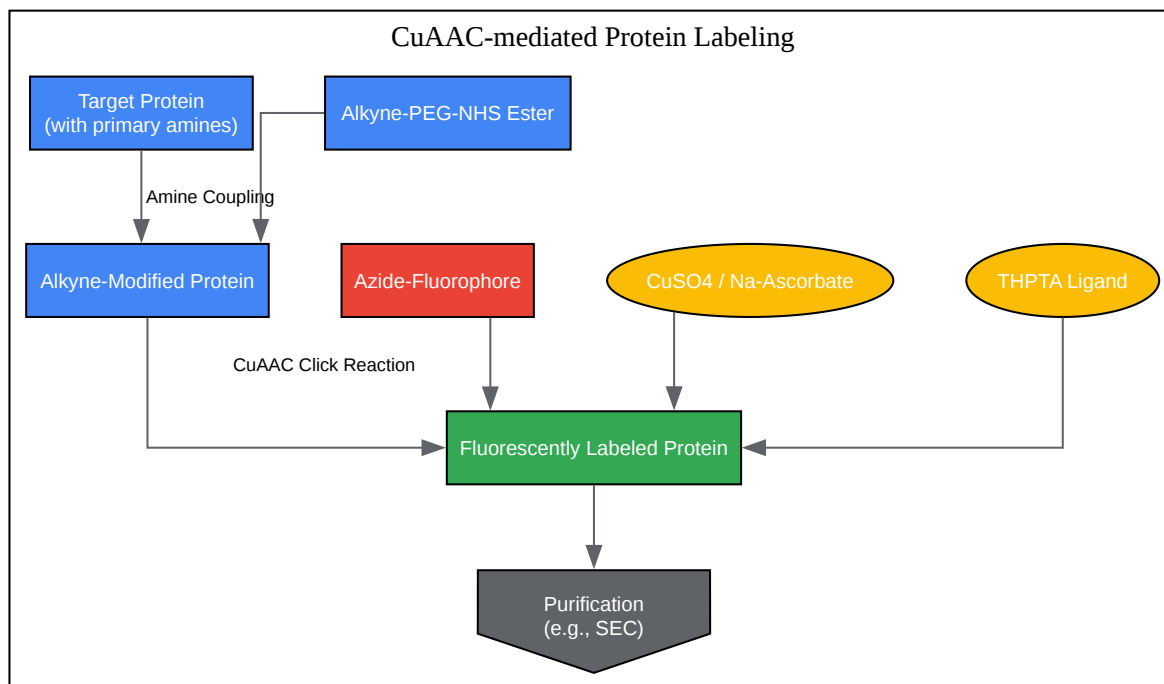 CuAAC-mediated Protein Labeling
Target Protein
(with primary amines)
Alkyne-PEG-NHS Ester
Amine Coupling
Alkyne-Modified Protein
Azide-Fluorophore
CuSO4 / Na-Ascorbate
THPTA Ligand
CuAAC Click Reaction
Fluorescently Labeled Protein
Purification
(e.g., SEC)